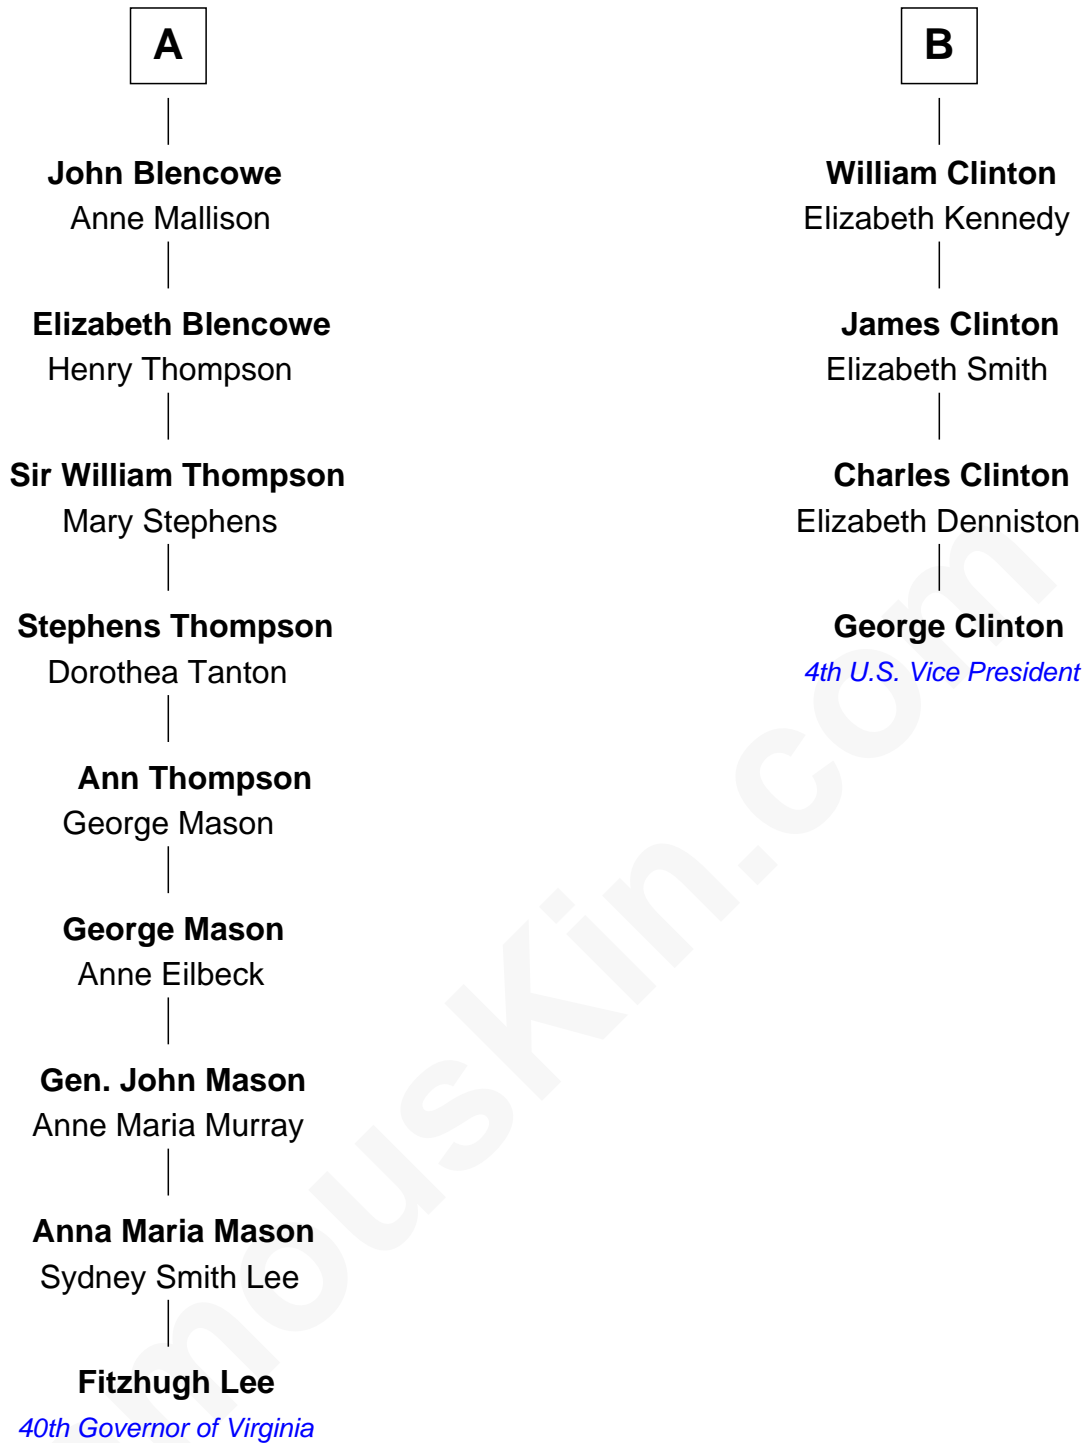 A
John Blencowe
Anne Mallison
Elizabeth Blencowe
Henry Thompson
Sir William Thompson
Mary Stephens
Stephens Thompson
Dorothea Tanton
Ann Thompson
George Mason
George Mason
Anne Eilbeck
Gen. John Mason
Anne Maria Murray
Anna Maria Mason
Sydney Smith Lee
Fitzhugh Lee
40th Governor of Virginia
B
William Clinton
Elizabeth Kennedy
James Clinton
Elizabeth Smith
Charles Clinton
Elizabeth Denniston
George Clinton
4th U.S. Vice President
mouskin.com